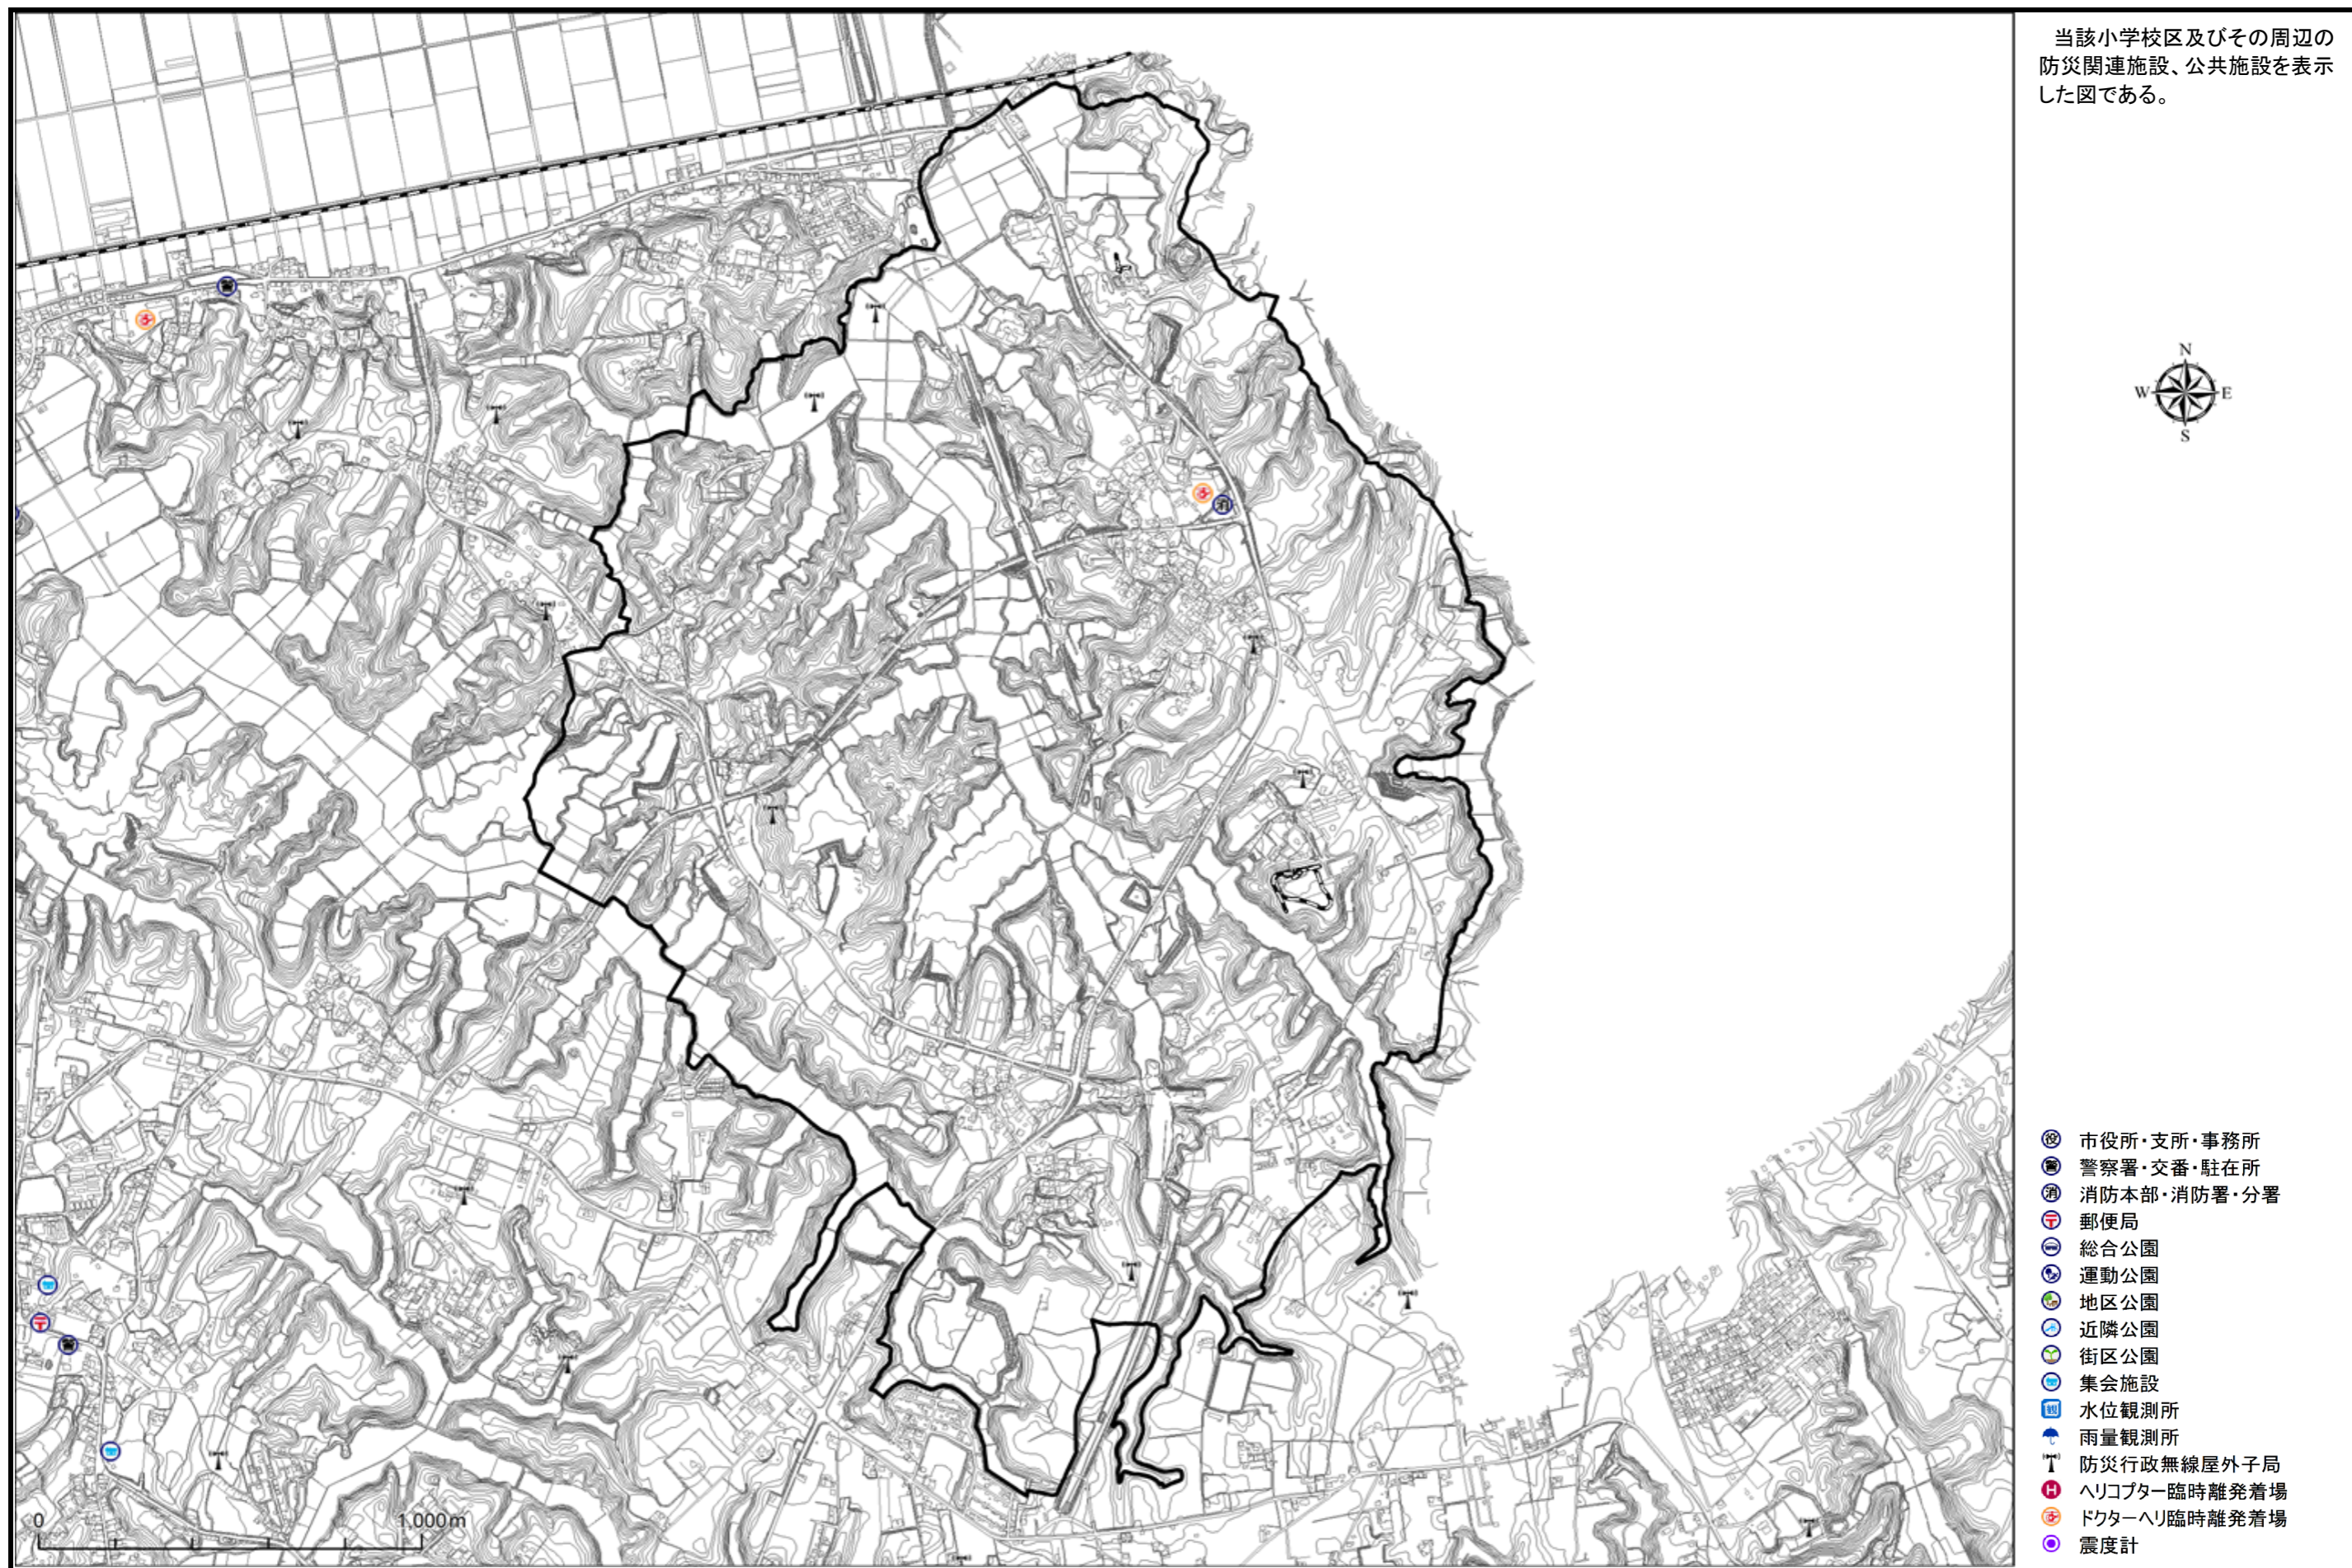 当該小学校区及びその周辺の
防災関連施設、公共施設を表示
した図である。
N
W E
S
市役所・支所・事務所
警察署・交番・駐在所
消防本部・消防署・分署
郵便局
総合公園
運動公園
地区公園
近隣公園
街区公園
集会施設
水位観測所
雨量観測所
防災行政無線屋外子局
ヘリコプター臨時離発着場
ドクターヘリ臨時離発着場
震度計
0 1,000m